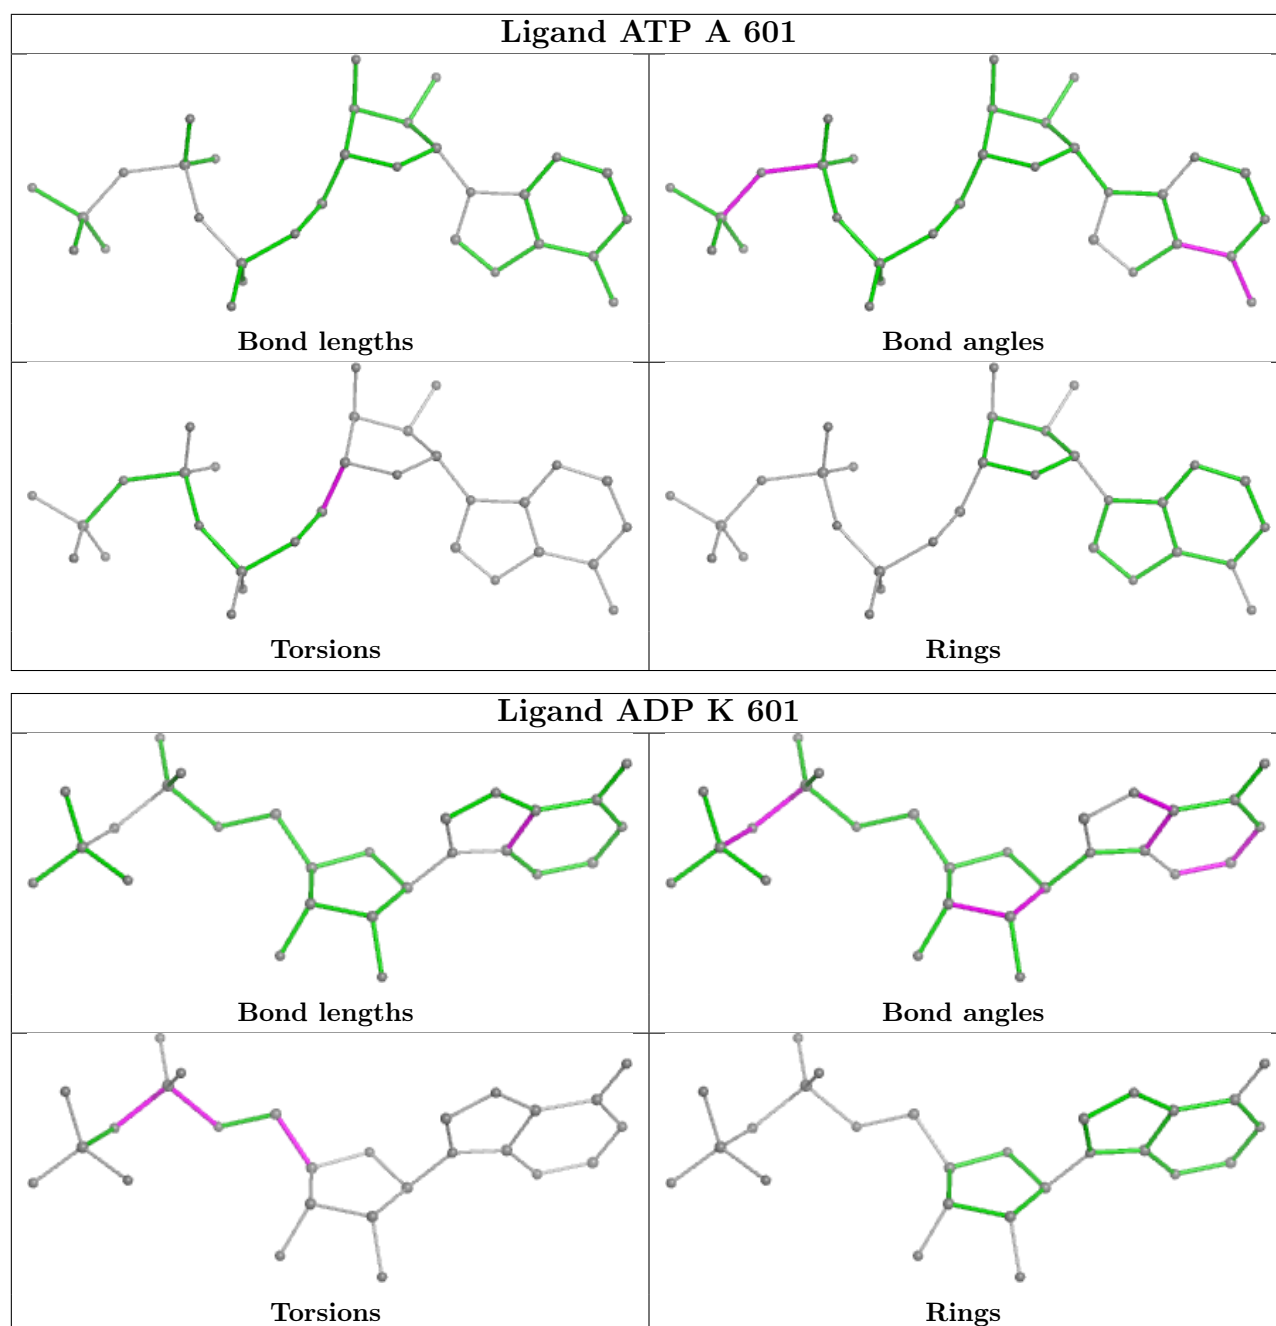 Ligand ATP A 601
Bond lengths
Bond angles
Torsions
Rings
Ligand ADP K 601
Bond lengths
Bond angles
Torsions
Rings